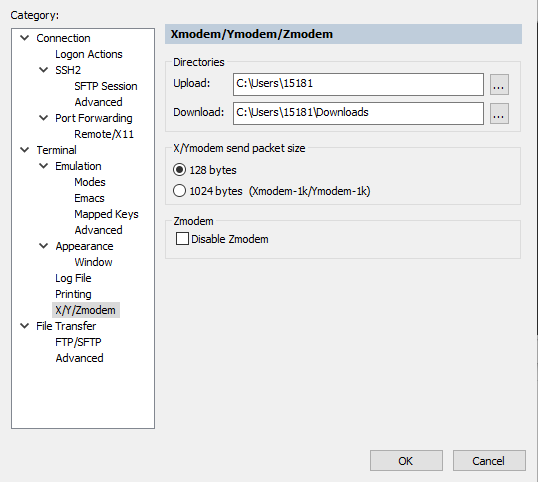 Category:
Connection
Logon Actions
SSH2
SFTP Session
Advanced
Port Forwarding
Remote/X11
Terminal
Emulation
Modes
Emacs
Mapped Keys
Advanced
Appearance
Window
Log File
Printing
X/Y/Zmodem
File Transfer
FTP/SFTP
Advanced
Xmodem/Ymodem/Zmodem
Directories
Upload: C:\Users\15181 ...
Download: C:\Users\15181\Downloads ...
X/Ymodem send packet size
128 bytes
1024 bytes (Xmodem-1k/Ymodem-1k)
Zmodem
Disable Zmodem
OK Cancel